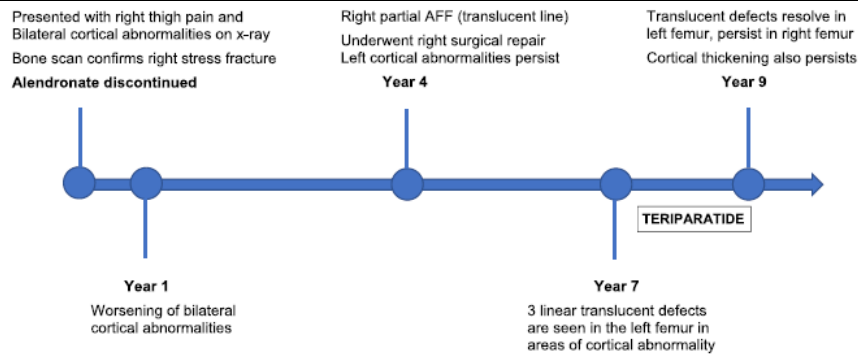 Presented with right thigh pain and
Bilateral cortical abnormalities on x-ray
Bone scan confirms right stress fracture
Alendronate discontinued
Right partial AFF (translucent line)
Underwent right surgical repair
Left cortical abnormalities persist
Year 4
Translucent defects resolve in
left femur, persist in right femur
Cortical thickening also persists
Year 9
TERIPARATIDE
Year 1
Worsening of bilateral
cortical abnormalities
Year 7
3 linear translucent defects
are seen in the left femur in
areas of cortical abnormality